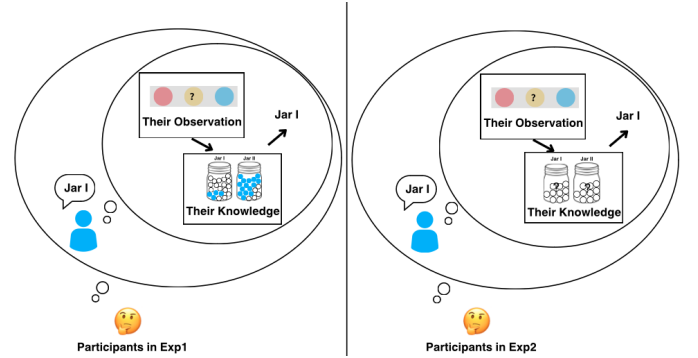 ?
Their Observation
Jar I
Jar I Jar II
Their Knowledge
Jar I
Participants in Exp1
?
Their Observation
Jar I
Jar I Jar II
? ?
Their Knowledge
Jar I
Participants in Exp2